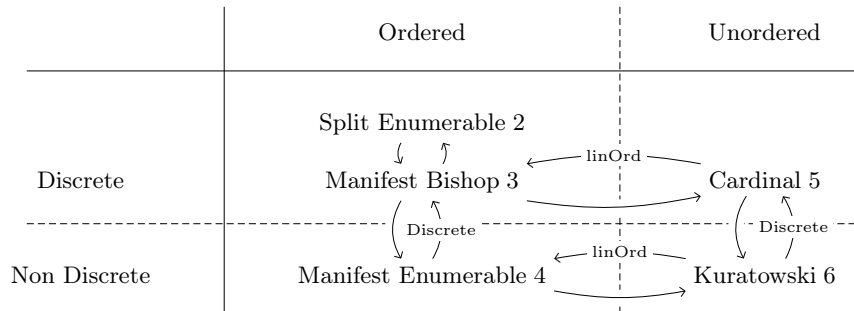 Ordered Unordered
Split Enumerable 2
linOrd
Discrete Manifest Bishop 3 Cardinal 5
Discrete Discrete
linOrd
Non Discrete Manifest Enumerable 4 Kuratowski 6